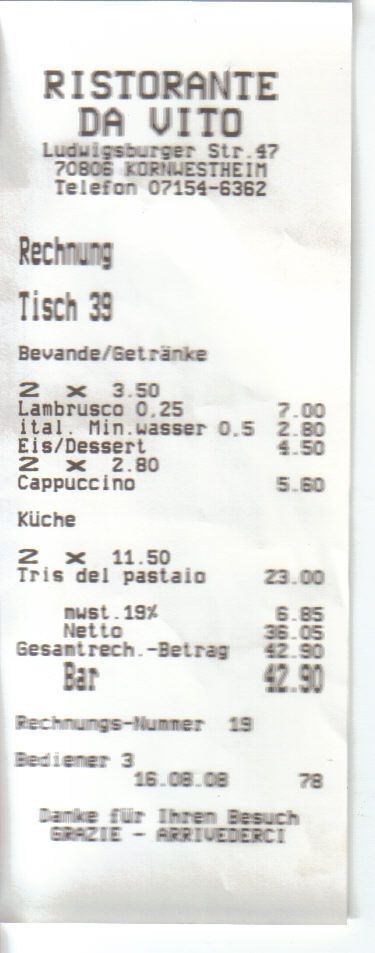 RISTORANTE
DA VITO
Ludwigsburger Str.47
70806 KORNWESTHEIM
Telefon 07154-6362
Rechnung
Tisch 39
Bevande/Getränke
2 x 3.50
Lambrusco 0,25 7.00
ital. Min.wasser 0.5 2.80
Eis/Dessert 4.50
2 x 2.80
Cappuccino 5.60
Küche
2 x 11.50
Tris del pastaio 23.00
mwst.19% 6.85
Netto 36.05
Gesamtrech.-Betrag 42.90
Bar 42.90
Rechnungs-Nummer 19
Bediener 3
16.08.08 78
Danke für Ihren Besuch
GRAZIE - ARRIVEDERCI